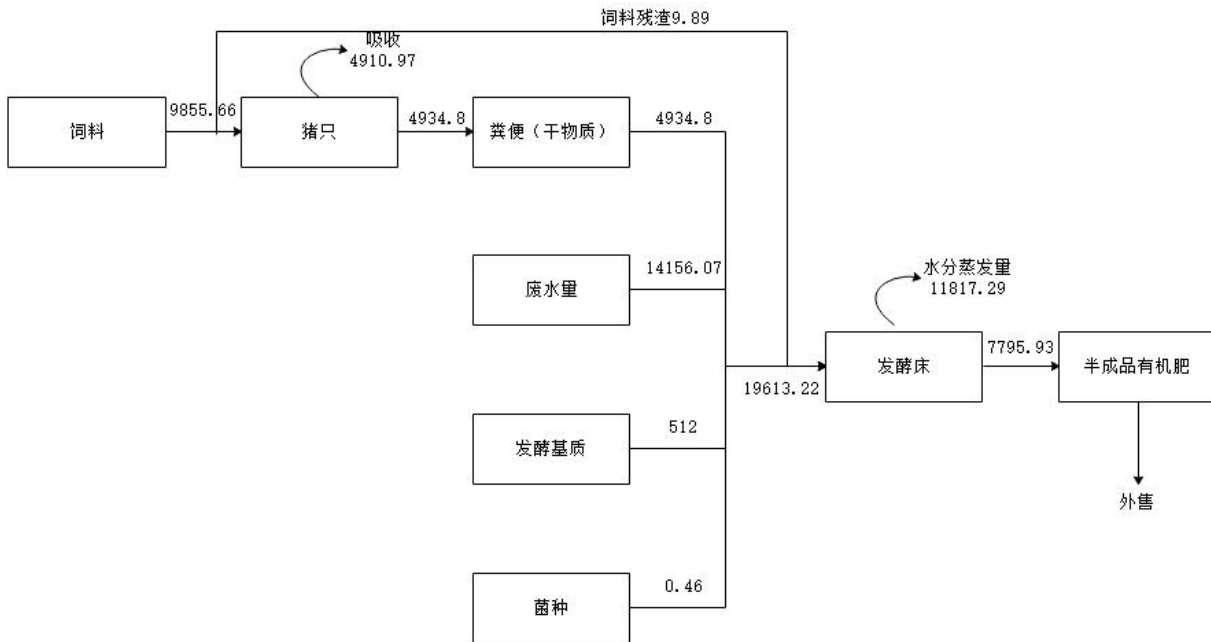 饲料残渣9.89
吸收
4910.97
饲料
9855.66
猪只
4934.8
粪便（干物质）
4934.8
废水量
14156.07
水分蒸发量
11817.29
发酵床
7795.93
半成品有机肥
19613.22
发酵基质
512
外售
菌种
0.46